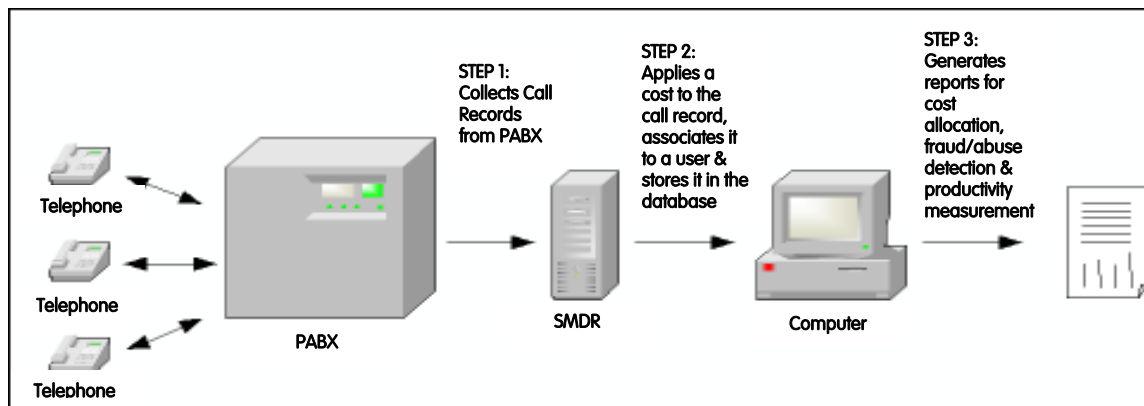 STEP 1:
Collects Call
Records
from PABX
STEP 2:
Applies a
cost to the
call record,
associates it
to a user &
stores it in the
database
STEP 3:
Generates
reports for
cost
allocation,
fraud/abuse
detection &
productivity
measurement
Telephone
Telephone
Telephone
PABX
SMDR
Computer